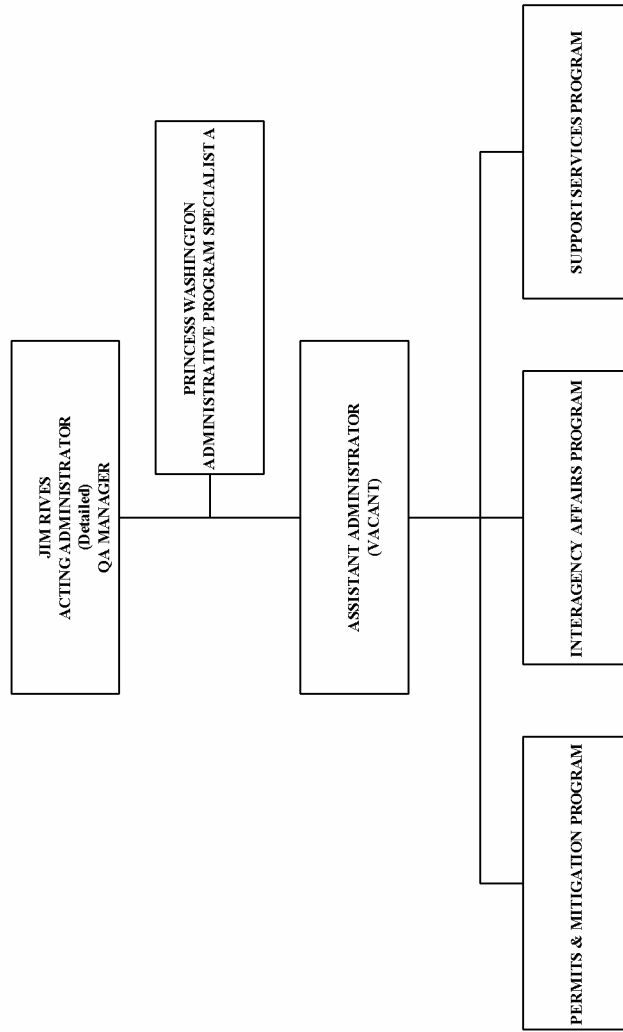 JIM RIVES
ACTING ADMINISTRATOR
(Detailed)
QA MANAGER
PRINCESS WASHINGTON
ADMINISTRATIVE PROGRAM SPECIALIST A
ASSISTANT ADMINISTRATOR
(VACANT)
PERMITS & MITIGATION PROGRAM
INTERAGENCY AFFAIRS PROGRAM
SUPPORT SERVICES PROGRAM